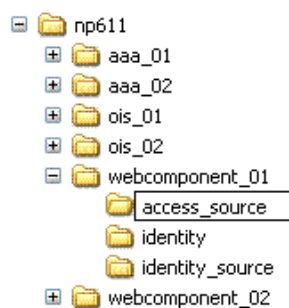 np611
aaa_01
aaa_02
ois_01
ois_02
webcomponent_01
access_source
identity
identity_source
webcomponent_02